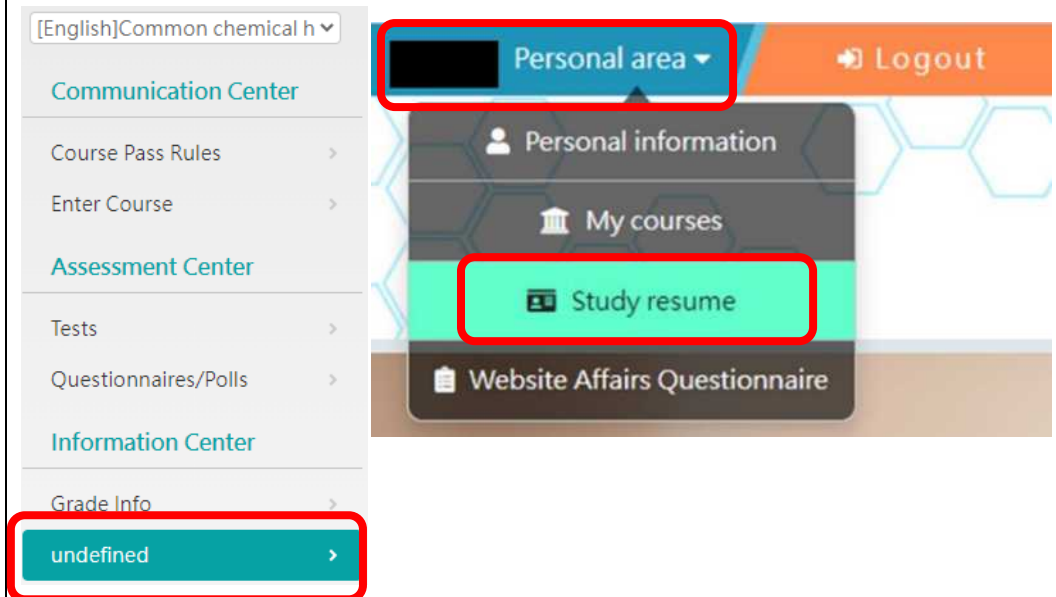 [English]Common chemical h
Communication Center
Course Pass Rules
Enter Course
Assessment Center
Tests
Questionnaires/Polls
Information Center
Grade Info
undefined
Personal area
Logout
Personal information
My courses
Study resume
Website Affairs Questionnaire